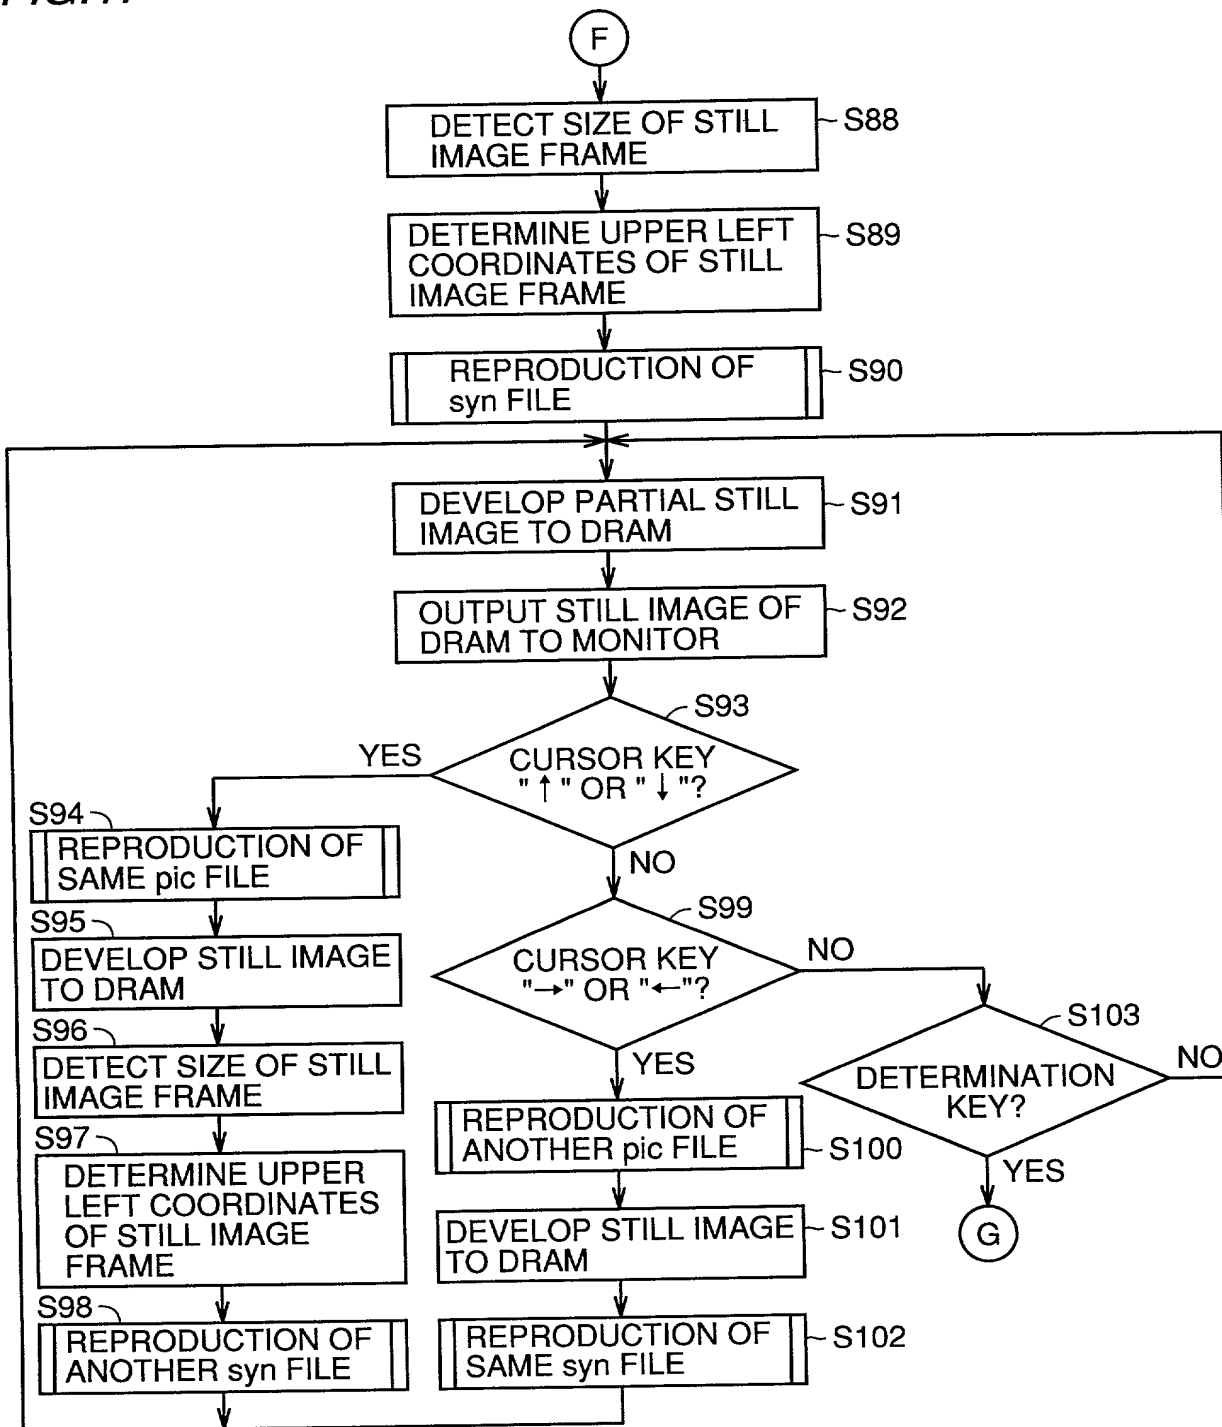 F
DETECT SIZE OF STILL
IMAGE FRAME
S88
DETERMINE UPPER LEFT
COORDINATES OF STILL
IMAGE FRAME
S89
REPRODUCTION OF
syn FILE
S90
DEVELOP PARTIAL STILL
IMAGE TO DRAM
S91
OUTPUT STILL IMAGE OF
DRAM TO MONITOR
S92
S93
CURSOR KEY
"↑" OR "↓"?
YES
NO
S94
REPRODUCTION OF
SAME pic FILE
S95
DEVELOP STILL IMAGE
TO DRAM
S96
DETECT SIZE OF STILL
IMAGE FRAME
S97
DETERMINE UPPER
LEFT COORDINATES
OF STILL IMAGE
FRAME
S98
REPRODUCTION OF
ANOTHER syn FILE
S99
CURSOR KEY
"→" OR "←"?
NO
YES
REPRODUCTION OF
ANOTHER pic FILE
S100
DEVELOP STILL IMAGE
TO DRAM
S101
REPRODUCTION OF
SAME syn FILE
S102
S103
DETERMINATION
KEY?
NO
YES
G